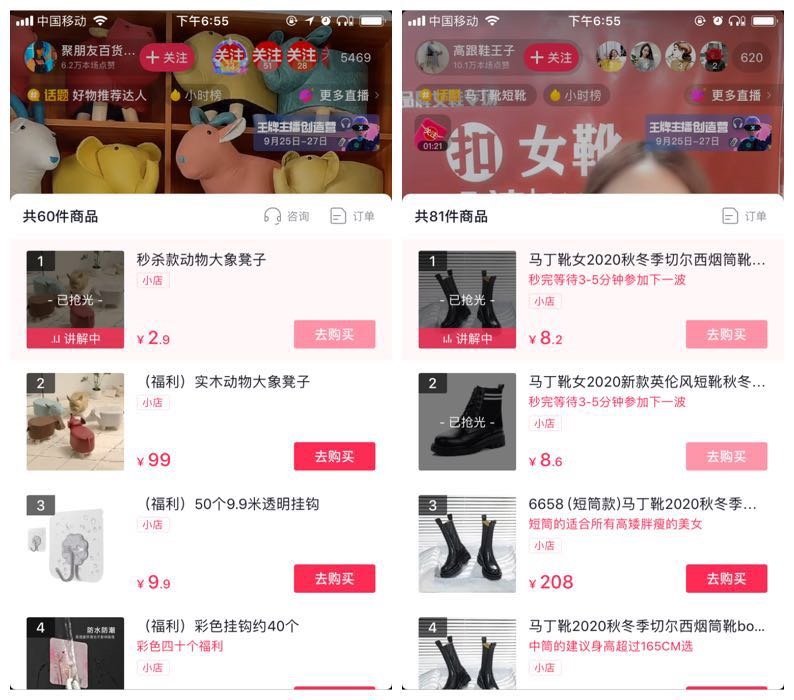 中国移动
下午6:55
聚朋友百货...
6.2万本场点赞
+ 关注
关注
关注
51
关注
28
5469
话题 好物推荐达人
小时榜
更多直播
王牌主播创造营
9月25日-27日
共60件商品
咨询
订单
1
- 已抢光 -
讲解中
秒杀款动物大象凳子
小店
¥ 2.9
去购买
2
（福利）实木动物大象凳子
小店
¥ 99
去购买
3
（福利）50个9.9米透明挂钩
小店
¥ 9.9
去购买
4
防水防潮
（福利）彩色挂钩约40个
彩色四十个福利
小店
中国移动
下午6:55
高跟鞋王子
10.1万本场点赞
+ 关注
2
620
话题 马丁靴短靴
小时榜
更多直播
01:21
扣 女靴
王牌主播创造营
9月25日-27日
共81件商品
订单
1
- 已抢光 -
讲解中
马丁靴女2020秋冬季切尔西烟筒靴...
秒完等待3-5分钟参加下一波
小店
¥ 8.2
去购买
2
- 已抢光 -
马丁靴女2020新款英伦风短靴秋冬...
秒完等待3-5分钟参加下一波
小店
¥ 8.6
去购买
3
6658 (短筒款)马丁靴2020秋冬季...
短筒的适合所有高矮胖瘦的美女
小店
¥ 208
去购买
4
马丁靴2020秋冬季切尔西烟筒靴bo...
中筒的建议身高超过165CM选
小店